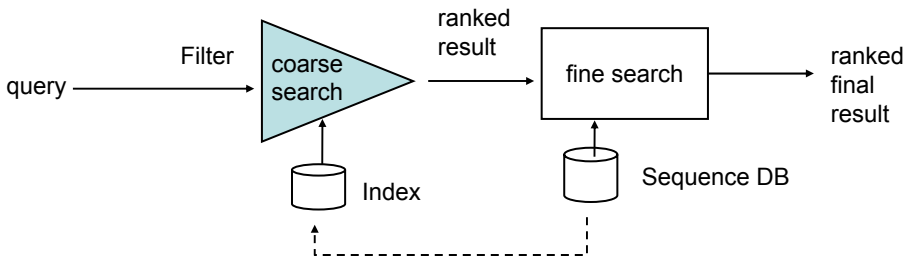 query
Filter
coarse
search
ranked
result
fine search
ranked
final
result
Index
Sequence DB